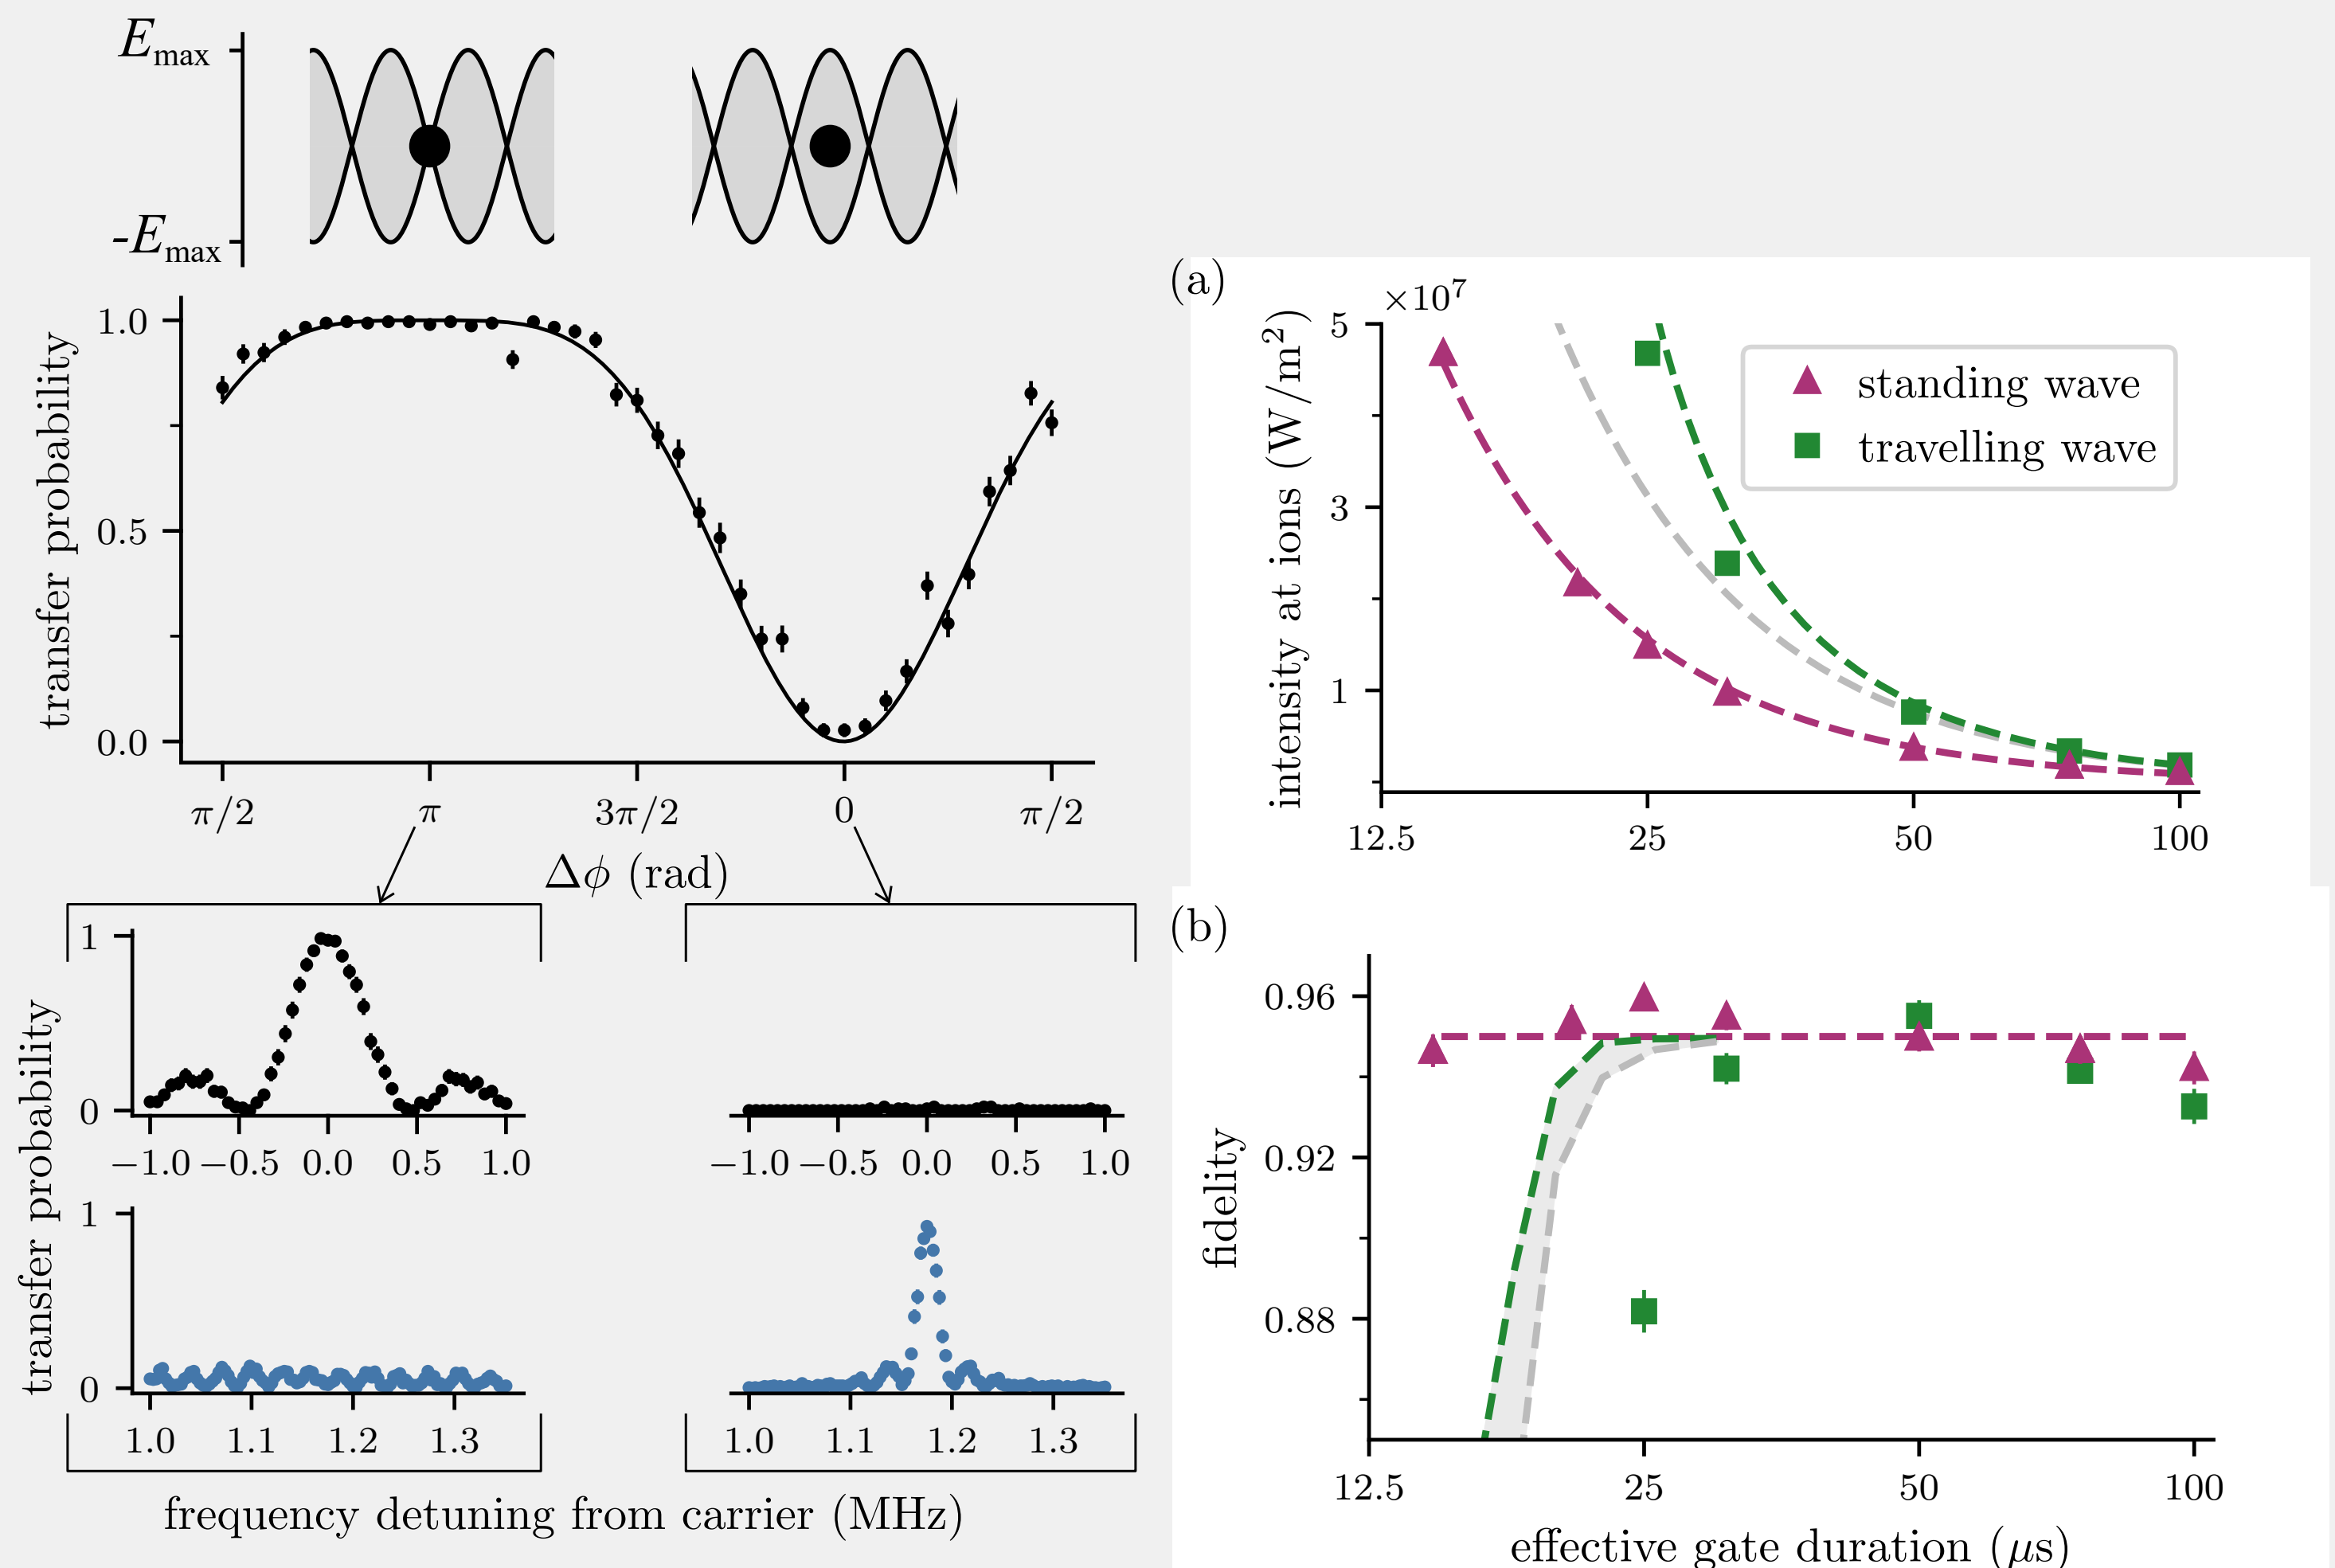 E_max
-E_max
transfer probability
1.0
0.5
0.0
π/2 π 3π/2 0 π/2
Δϕ (rad)
transfer probability
1
0
−1.0 −0.5 0.0 0.5 1.0
−1.0 −0.5 0.0 0.5 1.0
1
0
1.0 1.1 1.2 1.3
1.0 1.1 1.2 1.3
frequency detuning from carrier (MHz)
(a)
×10⁷
intensity at ions (W/m²)
5
3
1
standing wave
travelling wave
12.5 25 50 100
(b)
fidelity
0.96
0.92
0.88
12.5 25 50 100
effective gate duration (μs)